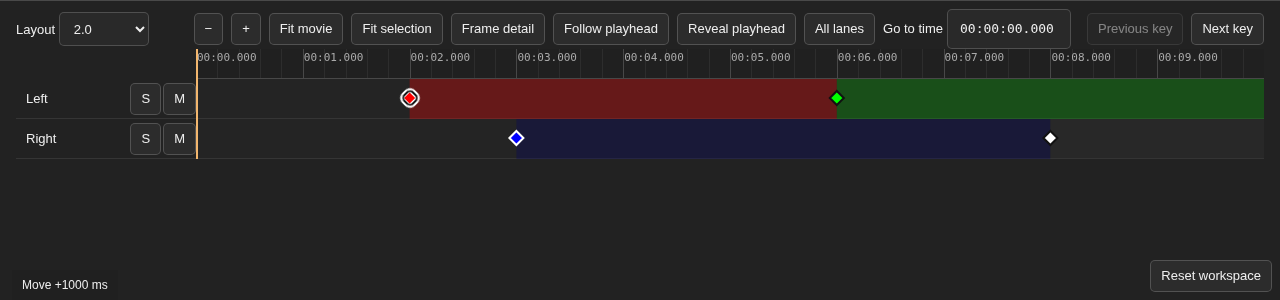 Layout 2.0 − + Fit movie Fit selection Frame detail Follow playhead Reveal playhead All lanes Go to time 00:00:00.000 Previous key Next key
00:00.000 00:01.000 00:02.000 00:03.000 00:04.000 00:05.000 00:06.000 00:07.000 00:08.000 00:09.000
Left S M
Right S M
Reset workspace
Move +1000 ms